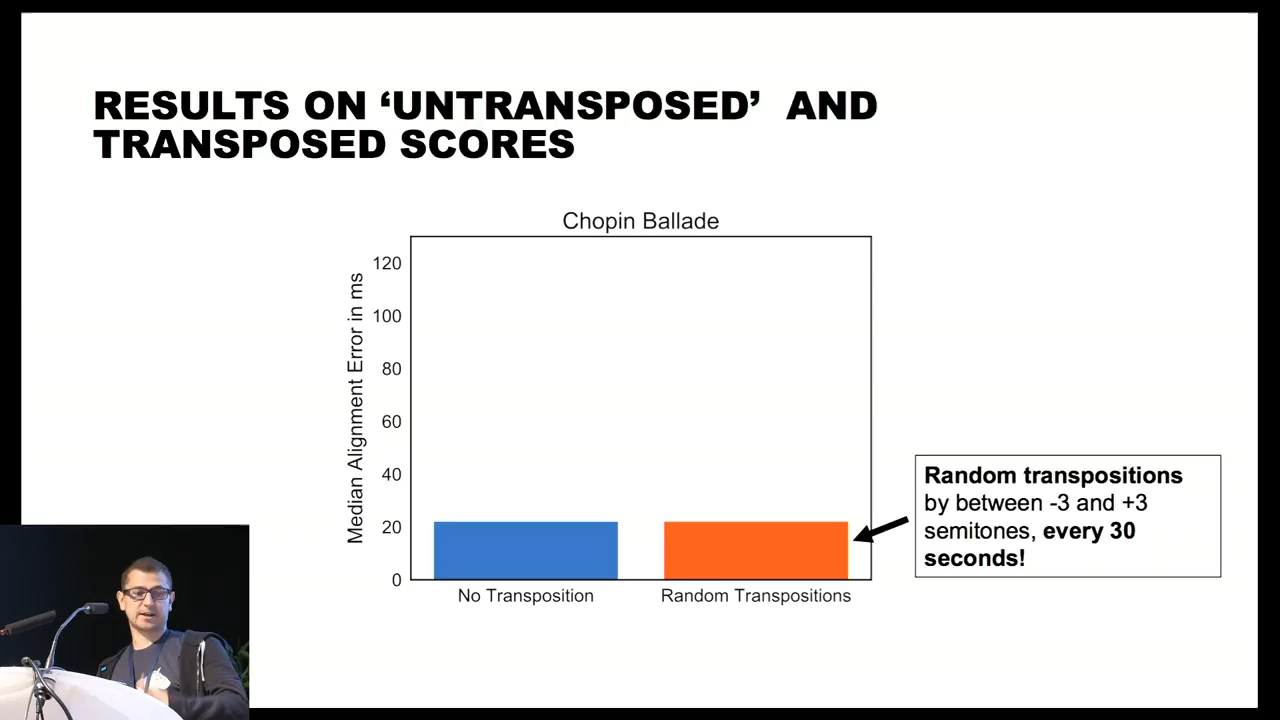 RESULTS ON ‘UNTRANSPOSED’  AND
TRANSPOSED SCORES
Chopin Ballade
Median Alignment Error in ms
120
100
80
60
40
20
0
No Transposition
Random Transpositions
Random transpositions
by between -3 and +3
semitones, every 30
seconds!